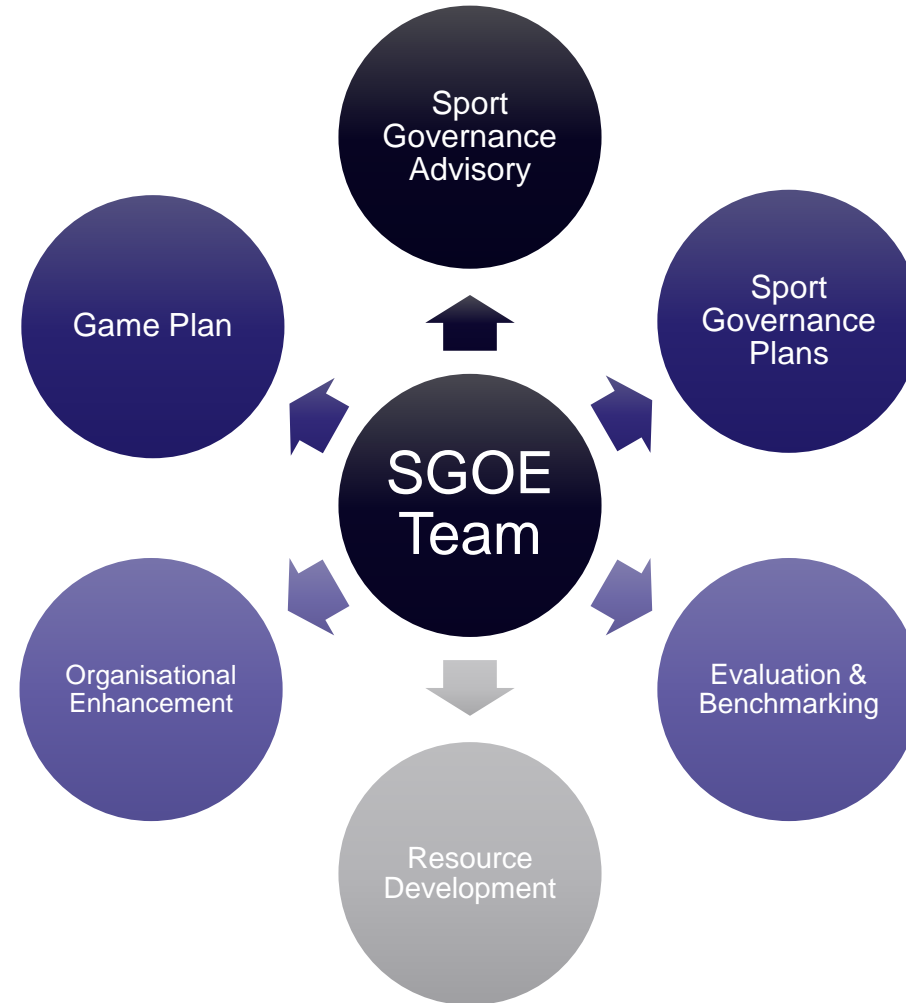 Sport
Governance
Advisory
Game Plan
Sport
Governance
Plans
SGOE
Team
Organisational
Enhancement
Evaluation &
Benchmarking
Resource
Development